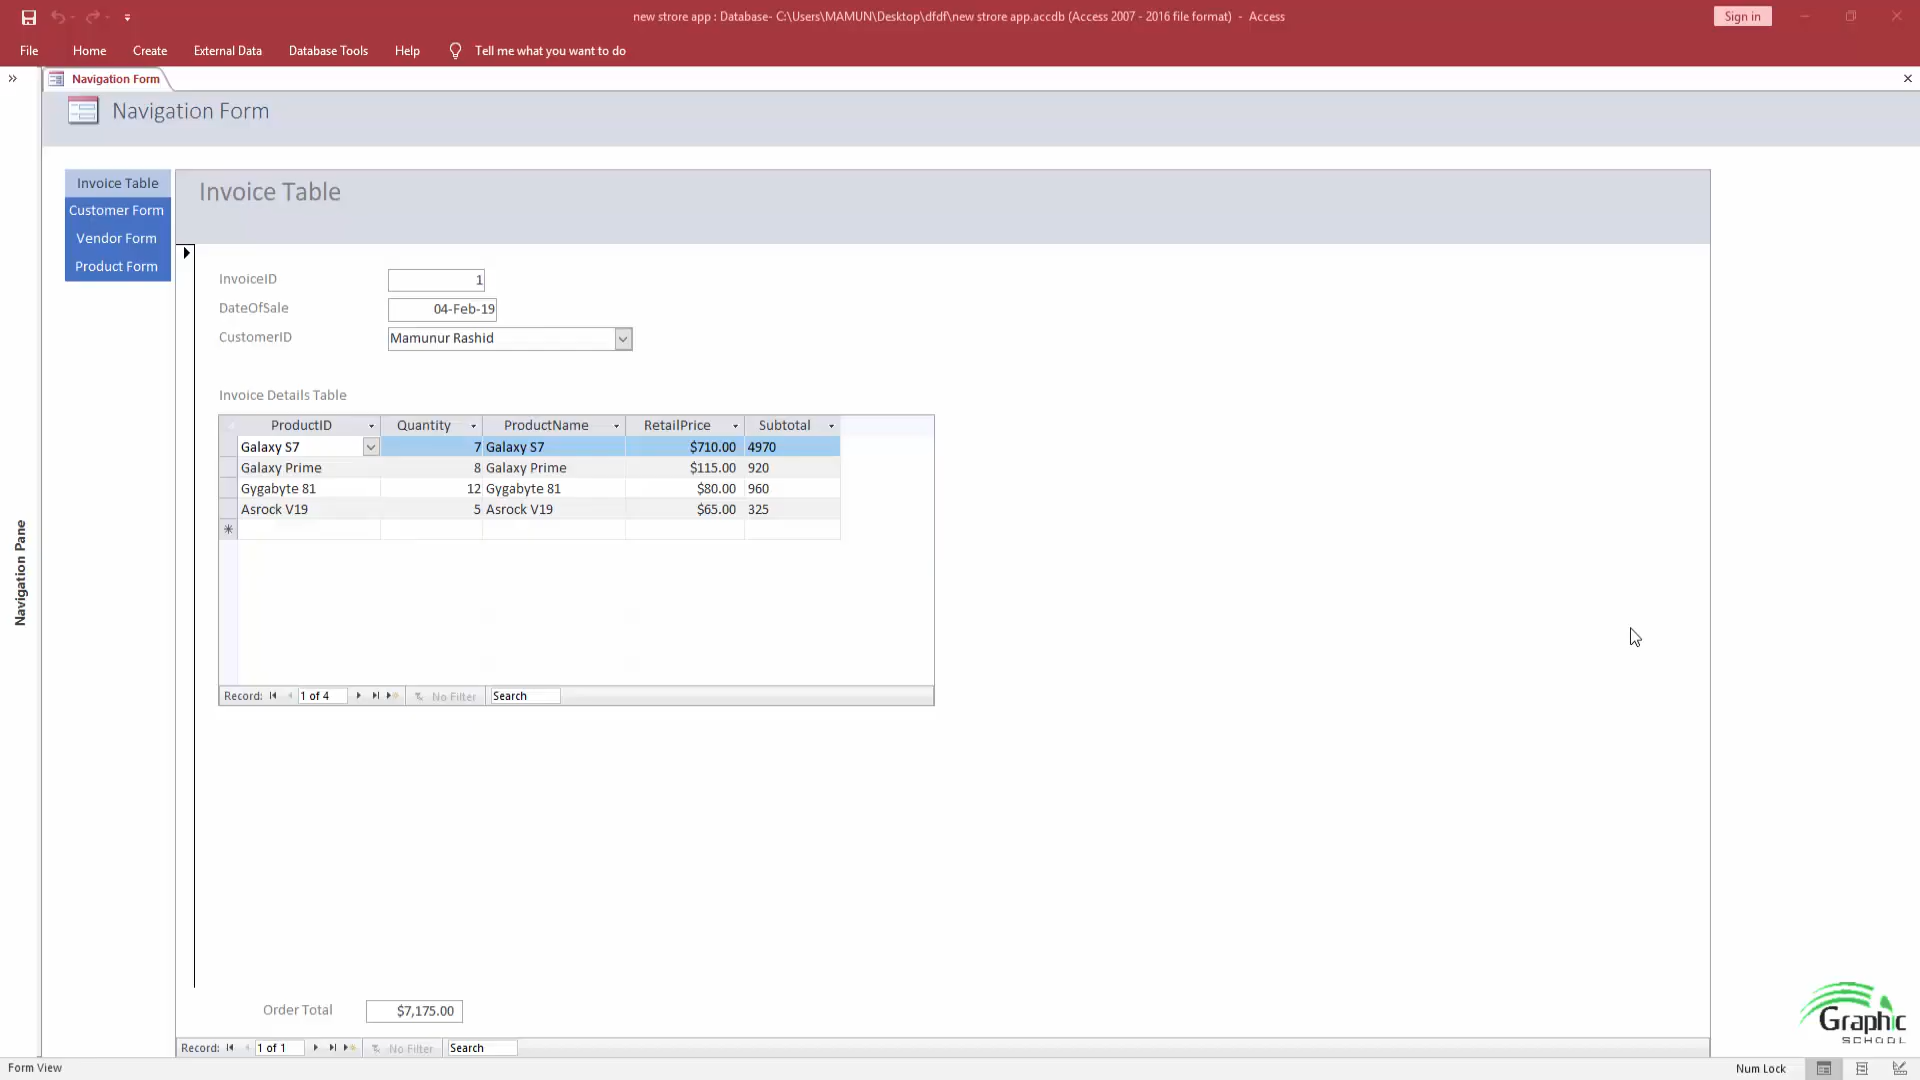 new strore app : Database- C:\Users\MAMUN\Desktop\dfdf\new strore app.accdb (Access 2007 - 2016 file format) - Access
Sign in
File Home Create External Data Database Tools Help Tell me what you want to do
Navigation Form
Navigation Form
Invoice Table
Customer Form
Vendor Form
Product Form
Navigation Pane
Invoice Table
InvoiceID 1
DateOfSale 04-Feb-19
CustomerID Mamunur Rashid
Invoice Details Table
ProductID Quantity ProductName RetailPrice Subtotal
Galaxy S7 7 Galaxy S7 $710.00 4970
Galaxy Prime 8 Galaxy Prime $115.00 920
Gygabyte 81 12 Gygabyte 81 $80.00 960
Asrock V19 5 Asrock V19 $65.00 325
Record: 1 of 4 No Filter Search
Order Total $7,175.00
Record: 1 of 1 No Filter Search
Graphic
SCHOOL
Form View Num Lock